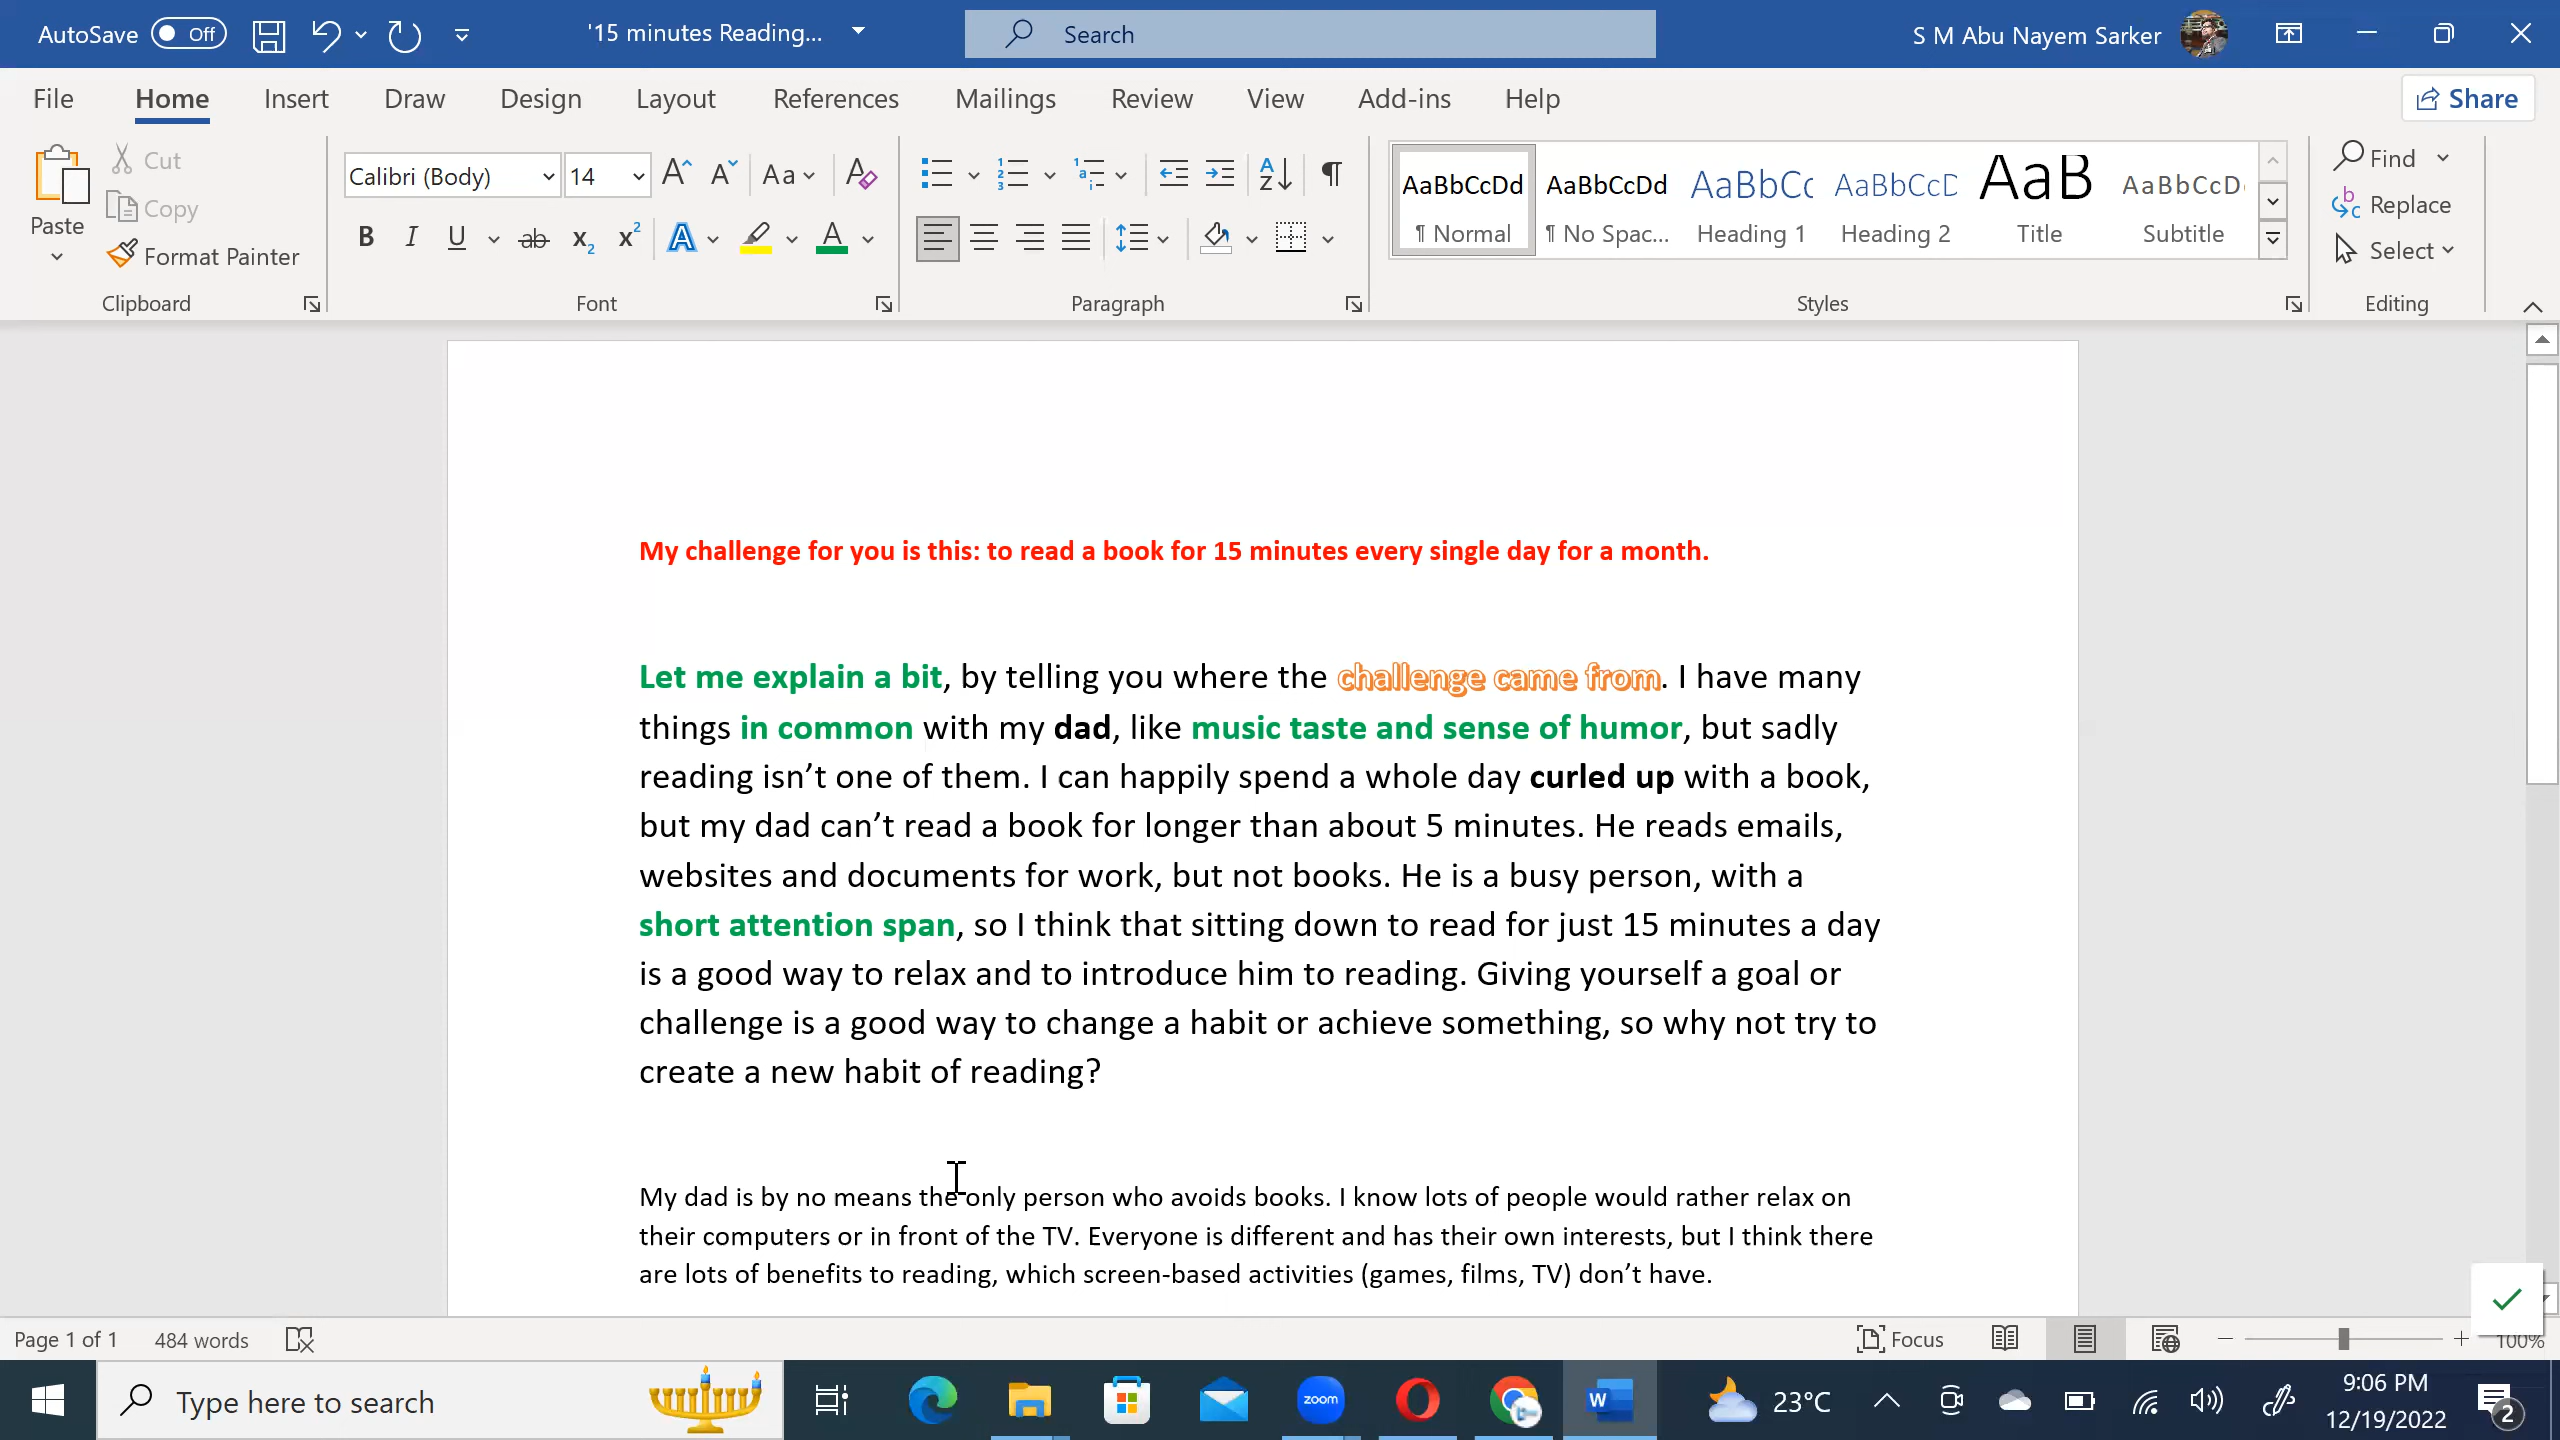 AutoSave Off '15 minutes Reading... Search S M Abu Nayem Sarker
File Home Insert Draw Design Layout References Mailings Review View Add-ins Help Share
Paste Cut Copy Format Painter Clipboard
Calibri (Body) 14 Font
Paragraph
AaBbCcDd AaBbCcDd AaBbCc AaBbCcD AaB AaBbCcD
¶ Normal ¶ No Spac... Heading 1 Heading 2 Title Subtitle
Styles
Find
Replace
Select
Editing
My challenge for you is this: to read a book for 15 minutes every single day for a month.
Let me explain a bit, by telling you where the challenge came from. I have many
things in common with my dad, like music taste and sense of humor, but sadly
reading isn’t one of them. I can happily spend a whole day curled up with a book,
but my dad can’t read a book for longer than about 5 minutes. He reads emails,
websites and documents for work, but not books. He is a busy person, with a
short attention span, so I think that sitting down to read for just 15 minutes a day
is a good way to relax and to introduce him to reading. Giving yourself a goal or
challenge is a good way to change a habit or achieve something, so why not try to
create a new habit of reading?
My dad is by no means the only person who avoids books. I know lots of people would rather relax on
their computers or in front of the TV. Everyone is different and has their own interests, but I think there
are lots of benefits to reading, which screen-based activities (games, films, TV) don’t have.
Page 1 of 1 484 words Focus 100%
Type here to search zoom 23°C 9:06 PM
12/19/2022 2